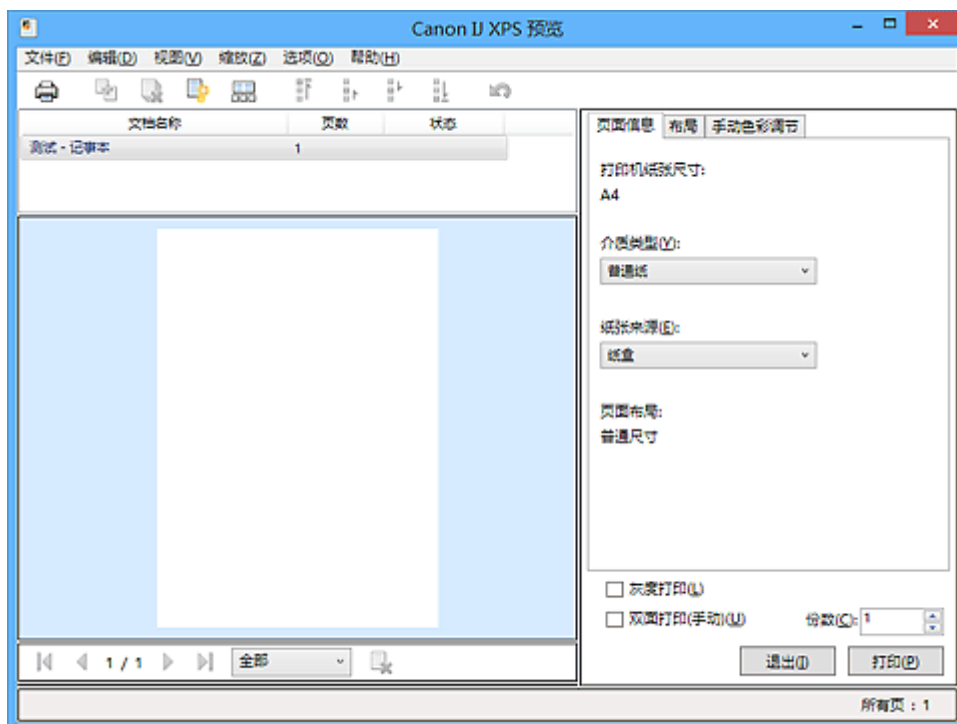 Canon IJ XPS 预览
文件(F) 编辑(D) 视图(V) 缩放(Z) 选项(O) 帮助(H)
文档名称 页数 状态
测试 - 记事本 1
页面信息 布局 手动色彩调节
打印机纸张尺寸:
A4
介质类型(Y):
普通纸
纸张来源(E):
纸盒
页面布局:
普通尺寸
灰度打印(L)
双面打印(手动)(U) 份数(C): 1
1 / 1 全部
退出(I) 打印(P)
所有页：1